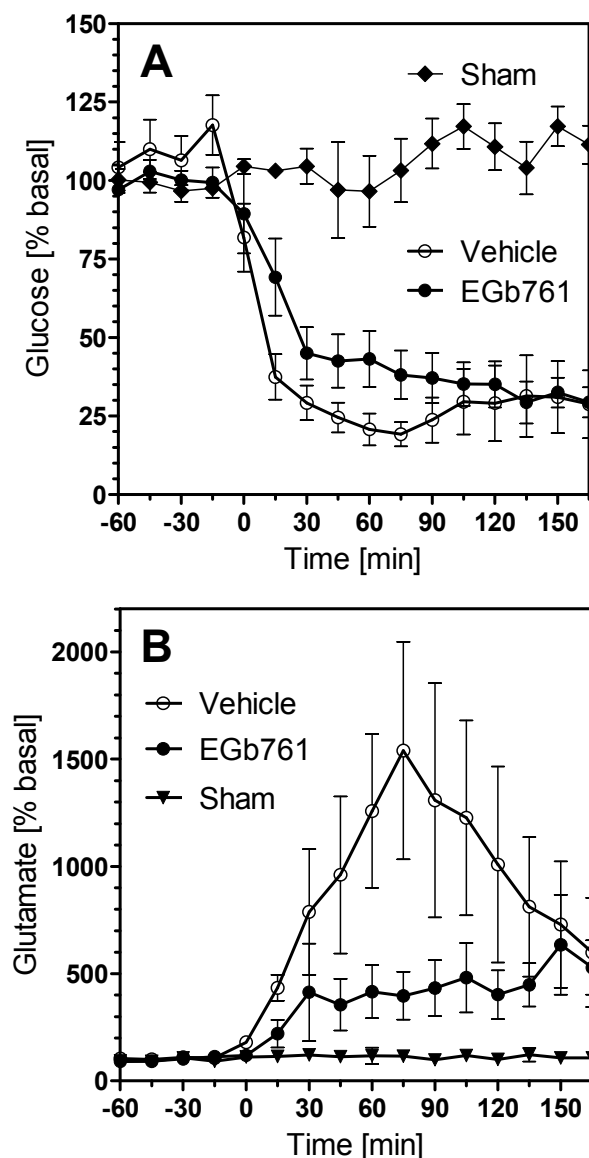 A
Glucose [% basal]
150
125
100
75
50
25
0
Sham
Vehicle
EGb761
-60 -30 0 30 60 90 120 150
Time [min]
B
Glutamate [% basal]
2000
1500
1000
500
0
Vehicle
EGb761
Sham
-60 -30 0 30 60 90 120 150
Time [min]